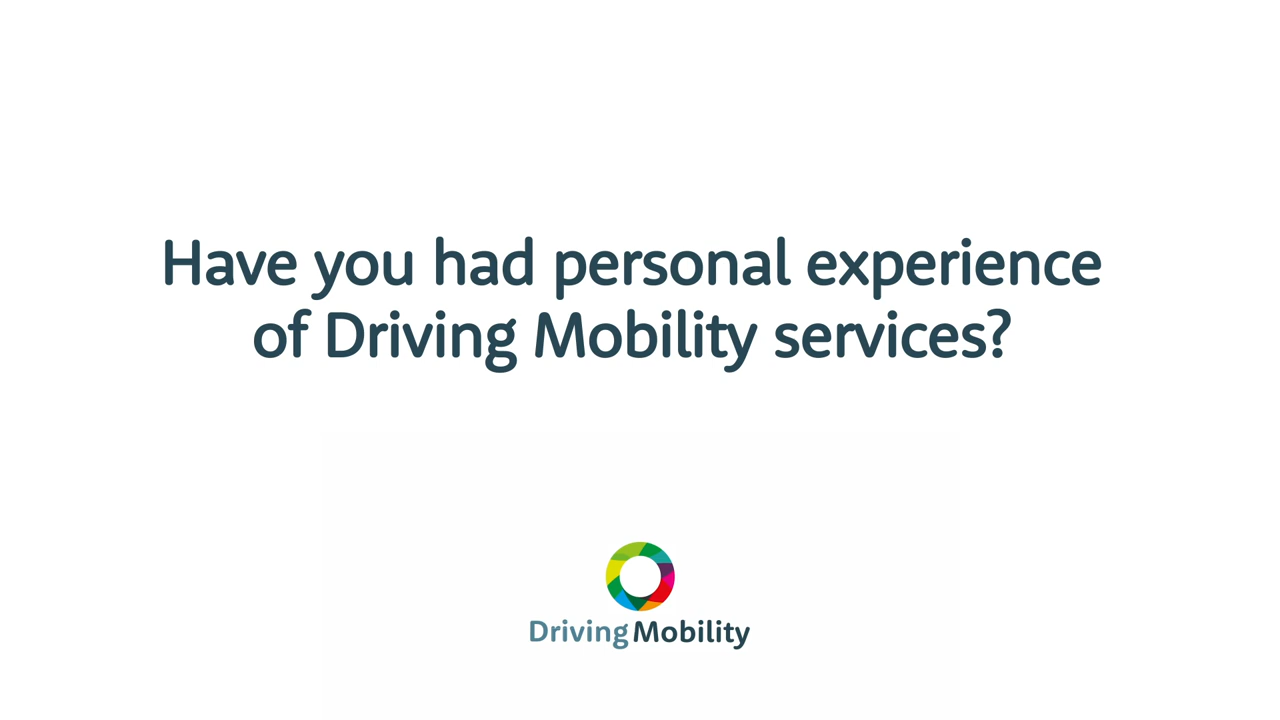 Have you had personal experience
of Driving Mobility services?
Driving Mobility